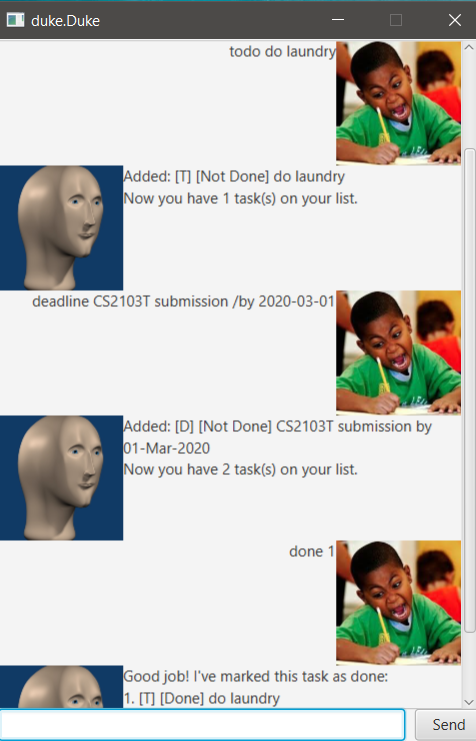 duke.Duke
todo do laundry
Added: [T] [Not Done] do laundry
Now you have 1 task(s) on your list.
deadline CS2103T submission /by 2020-03-01
Added: [D] [Not Done] CS2103T submission by
01-Mar-2020
Now you have 2 task(s) on your list.
done 1
Good job! I've marked this task as done:
1. [T] [Done] do laundry
Send